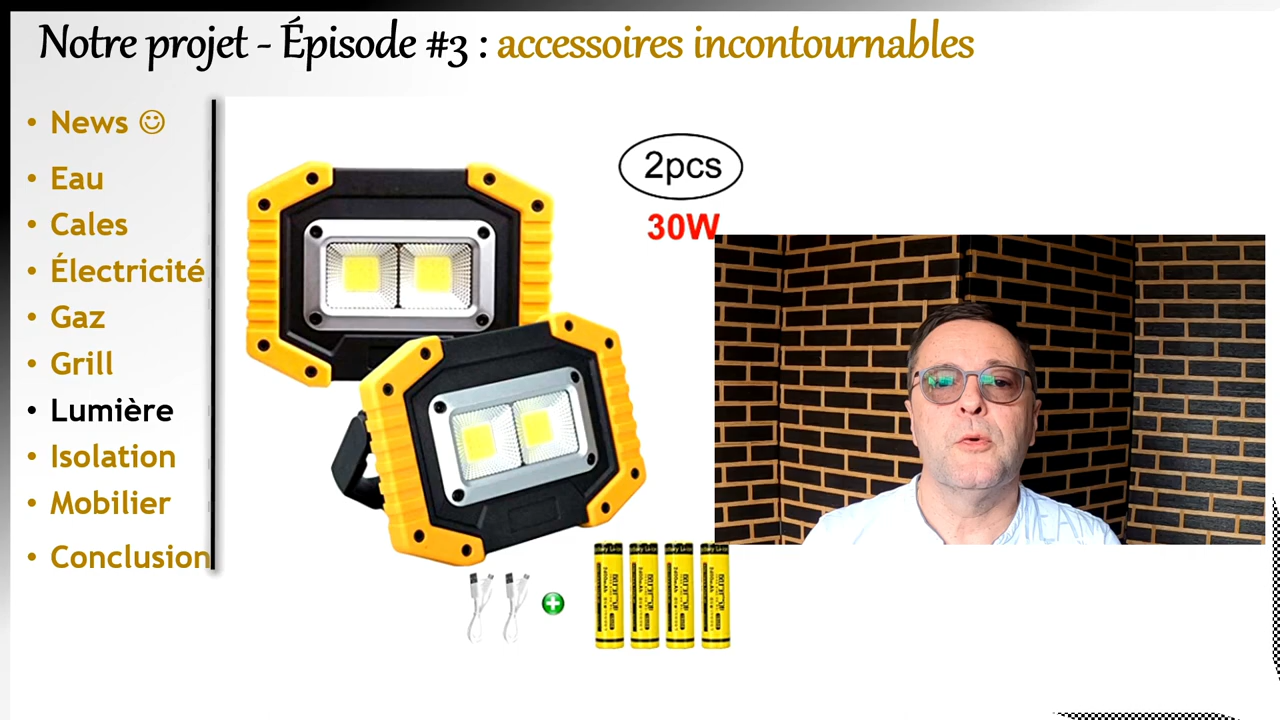 Notre projet - Épisode #3 : accessoires incontournables
• News ☺
• Eau
• Cales
• Électricité
• Gaz
• Grill
• Lumière
• Isolation
• Mobilier
• Conclusion
2pcs
30W